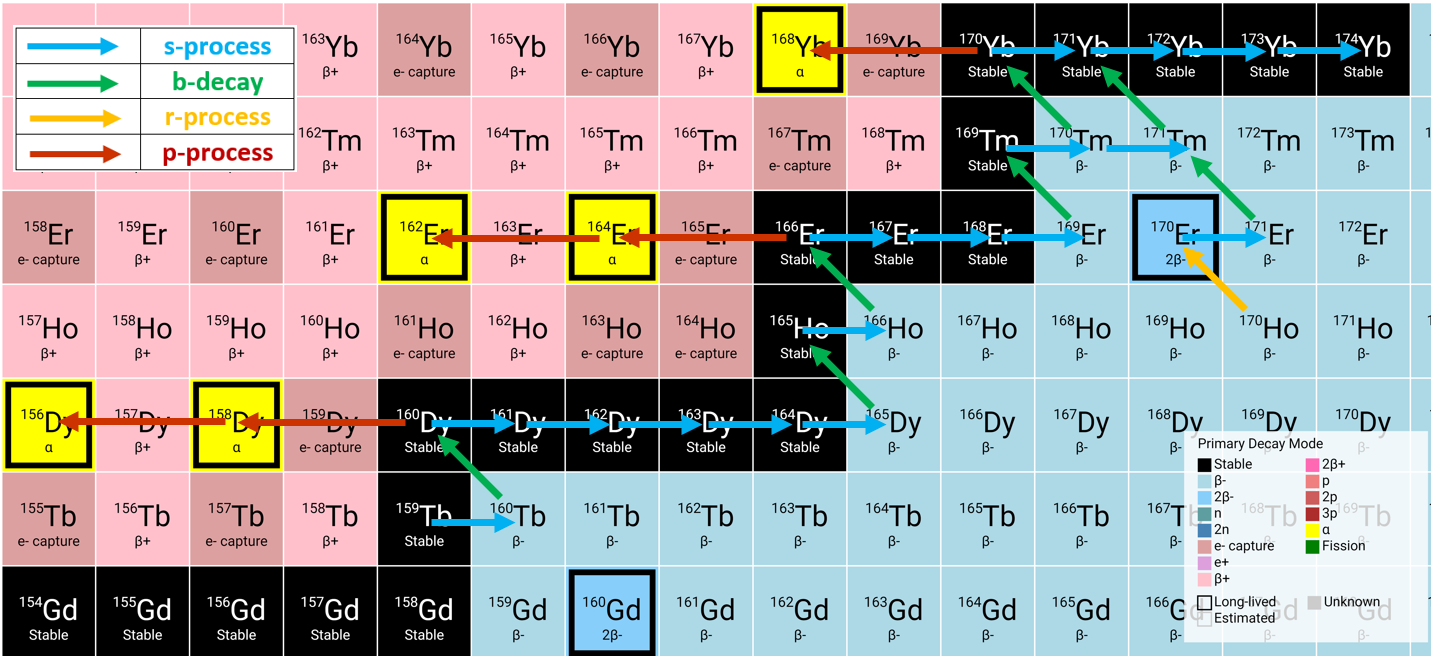 s-process
b-decay
r-process
p-process
163Yb 164Yb 165Yb 166Yb 167Yb 168Yb 169Yb 170Yb 171Yb 172Yb 173Yb 174Yb
β+ e- capture β+ e- capture β+ α e- capture Stable Stable Stable Stable Stable
162Tm 163Tm 164Tm 165Tm 166Tm 167Tm 168Tm 169Tm 170Tm 171Tm 172Tm 173Tm
β+ β+ β+ β+ β+ e- capture β+ Stable β- β- β- β-
158Er 159Er 160Er 161Er 162Er 163Er 164Er 165Er 166Er 167Er 168Er 169Er 170Er 171Er 172Er
e- capture β+ e- capture β+ α β+ α e- capture Stable Stable Stable β- 2β- β- β-
157Ho 158Ho 159Ho 160Ho 161Ho 162Ho 163Ho 164Ho 165Ho 166Ho 167Ho 168Ho 169Ho 170Ho 171Ho
β+ β+ β+ β+ e- capture β+ e- capture e- capture Stable β- β- β- β- β- β-
156Dy 157Dy 158Dy 159Dy 160Dy 161Dy 162Dy 163Dy 164Dy 165Dy 166Dy 167Dy 168Dy 169Dy 170Dy
α β+ α e- capture Stable Stable Stable Stable Stable β- β- β-
155Tb 156Tb 157Tb 158Tb 159Tb 160Tb 161Tb 162Tb 163Tb 164Tb 165Tb 166Tb 167Tb 168Tb 169Tb
e- capture β+ e- capture β+ Stable β- β- β- β- β- β- β-
154Gd 155Gd 156Gd 157Gd 158Gd 159Gd 160Gd 161Gd 162Gd 163Gd 164Gd 165Gd 166Gd
Stable Stable Stable Stable Stable β- 2β- β- β- β- β- β-
Primary Decay Mode
Stable 2β+
β- p
2β- 2p
n 3p
2n α
e- capture Fission
e+
β+
Long-lived Unknown
Estimated